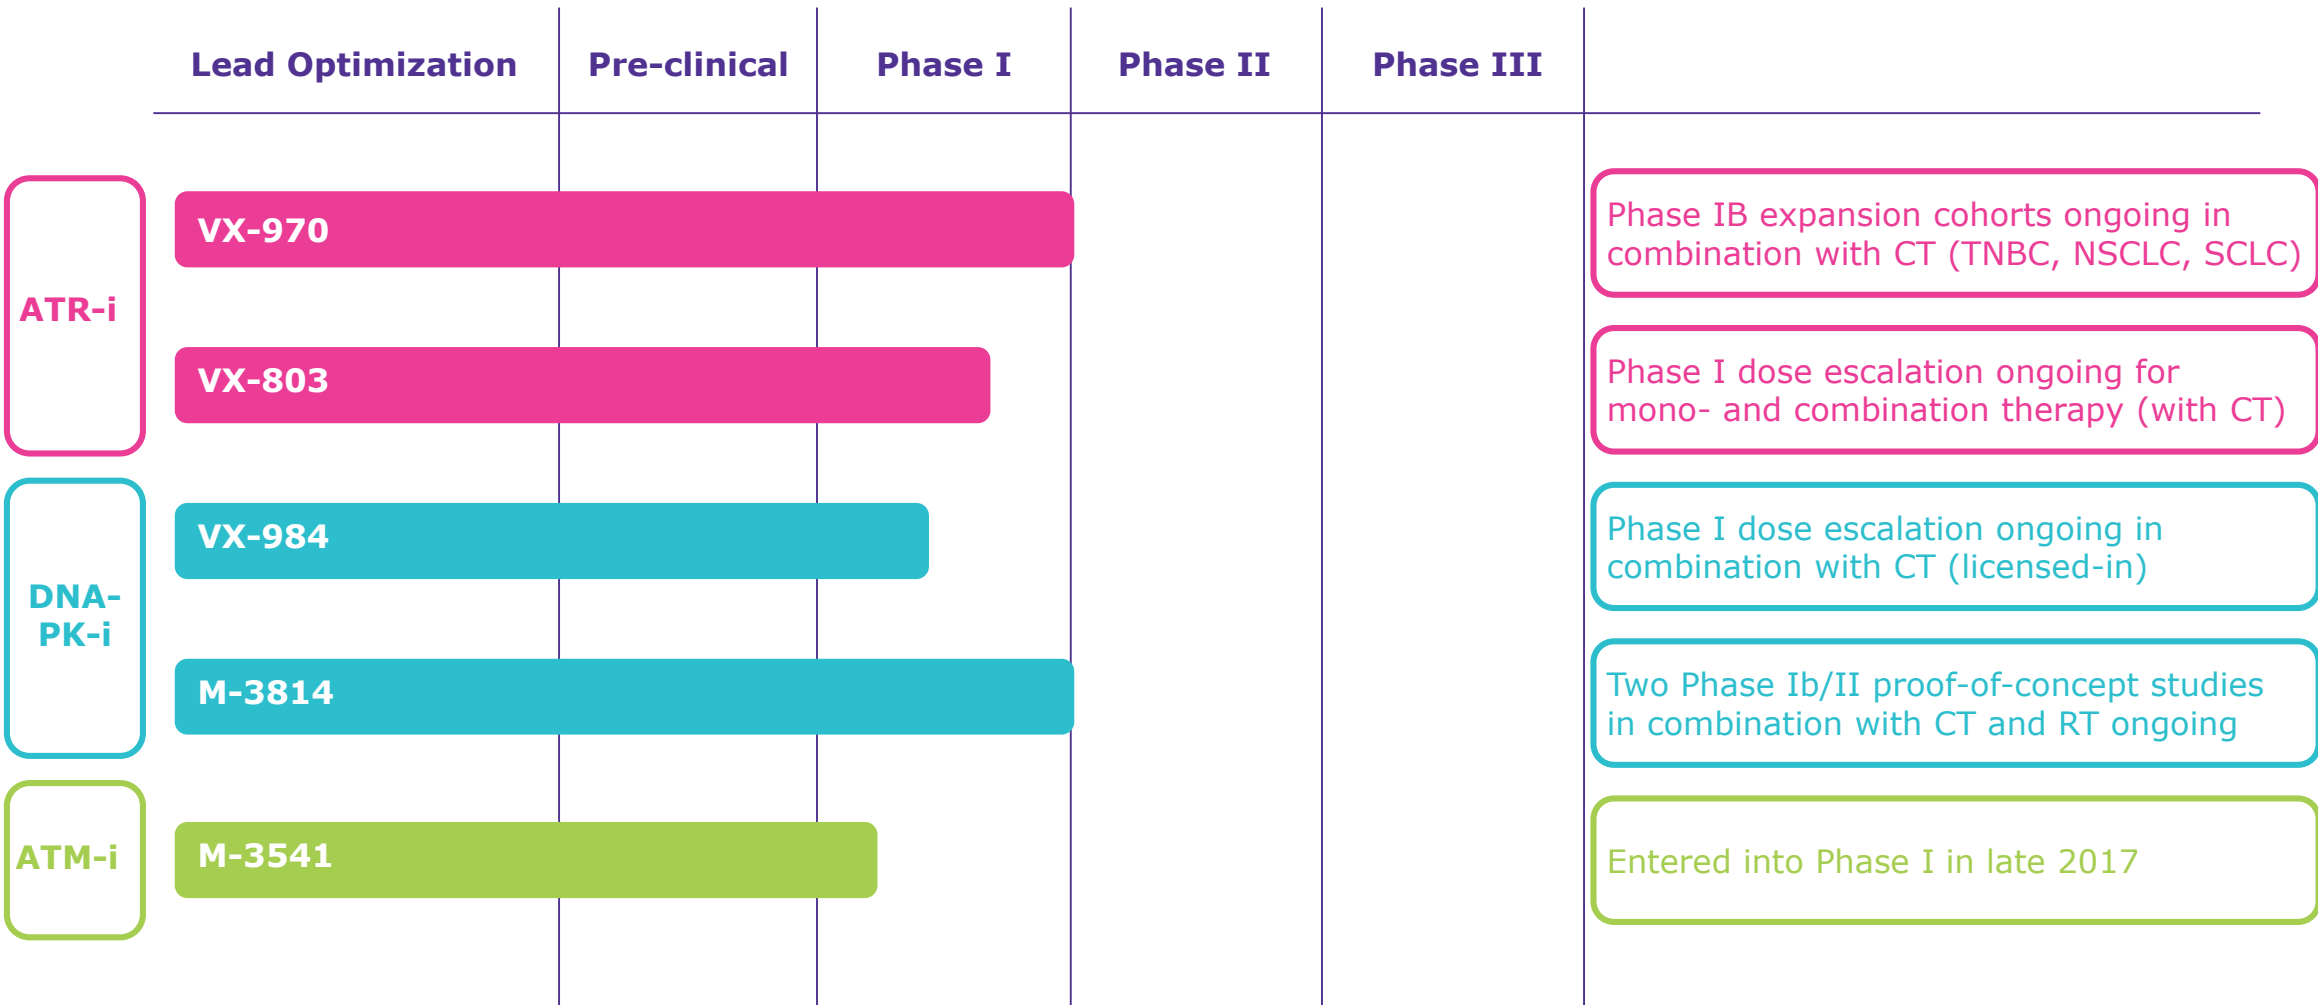 Lead Optimization
Pre-clinical
Phase I
Phase II
Phase III
ATR-i
VX-970
Phase IB expansion cohorts ongoing in
combination with CT (TNBC, NSCLC, SCLC)
VX-803
Phase I dose escalation ongoing for
mono- and combination therapy (with CT)
DNA-
PK-i
VX-984
Phase I dose escalation ongoing in
combination with CT (licensed-in)
M-3814
Two Phase Ib/II proof-of-concept studies
in combination with CT and RT ongoing
ATM-i
M-3541
Entered into Phase I in late 2017